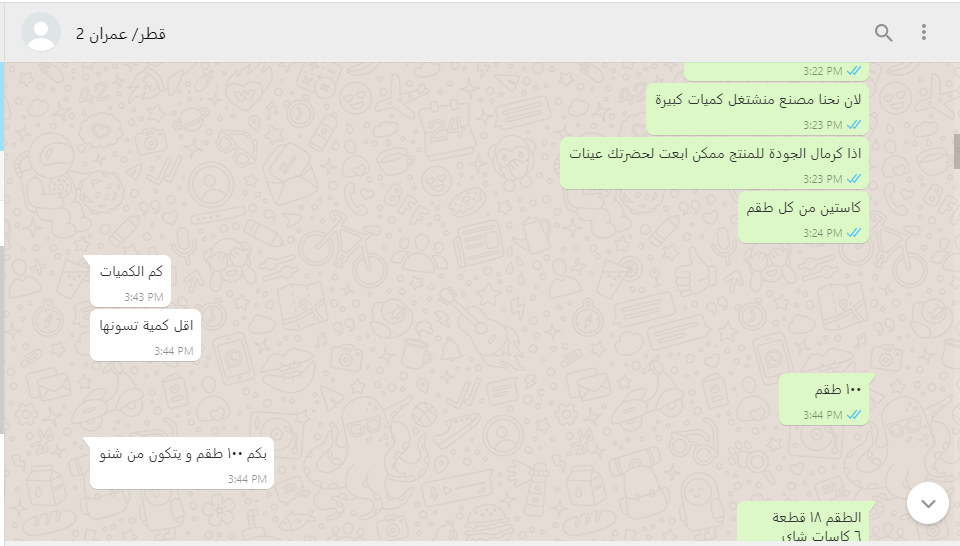 قطر/ عمران 2
3:22 PM
لان نحنا مصنع منشتغل كميات كبيرة
3:23 PM
اذا كرمال الجودة للمنتج ممكن ابعت لحضرتك عينات
3:23 PM
كاستين من كل طقم
3:24 PM
كم الكميات
3:43 PM
اقل كمية تسونها
3:44 PM
١٠٠ طقم
3:44 PM
بكم ١٠٠ طقم و يتكون من شنو
3:44 PM
الطقم ١٨ قطعة
٦ كاسات شاي